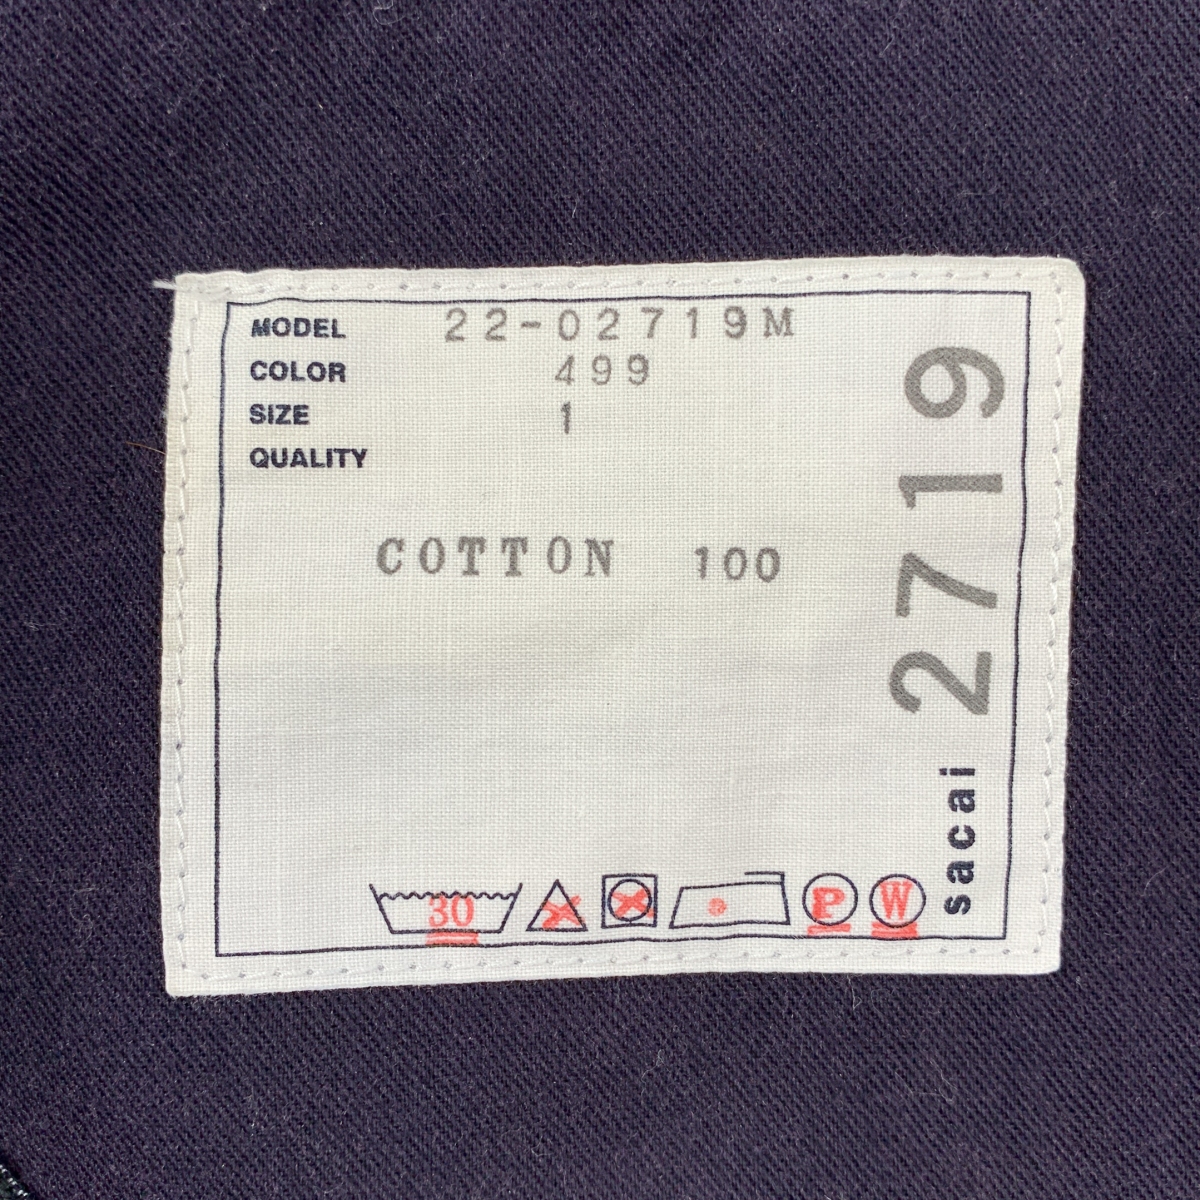 MODEL 22-02719M
COLOR 499
SIZE 1
QUALITY
COTTON 100
sacai 2719
30 P W